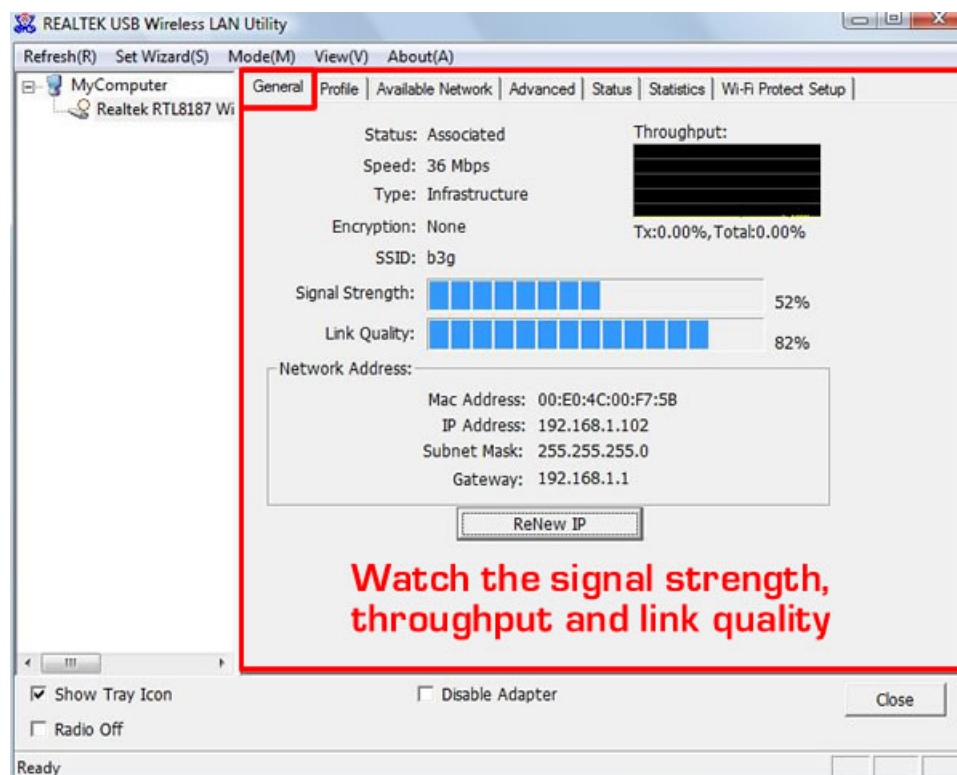 REALTEK USB Wireless LAN Utility
Refresh(R) Set Wizard(S) Mode(M) View(V) About(A)
MyComputer
Realtek RTL8187 Wi
General Profile Available Network Advanced Status Statistics Wi-Fi Protect Setup
Status: Associated
Speed: 36 Mbps
Type: Infrastructure
Encryption: None
SSID: b3g
Throughput:
Tx:0.00%, Total:0.00%
Signal Strength: 52%
Link Quality: 82%
Network Address:
Mac Address: 00:E0:4C:00:F7:5B
IP Address: 192.168.1.102
Subnet Mask: 255.255.255.0
Gateway: 192.168.1.1
ReNew IP
Watch the signal strength,
throughput and link quality
Show Tray Icon
Disable Adapter
Close
Radio Off
Ready